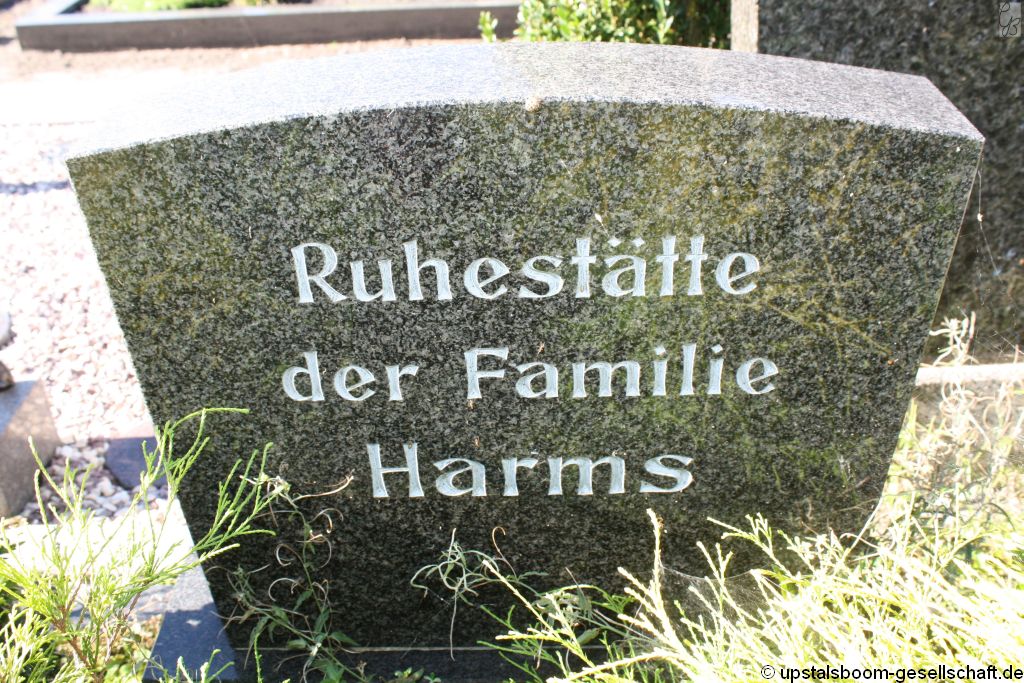 Ruhestätte
der Familie
Harms
© upstalsboom-gesellschaft.de